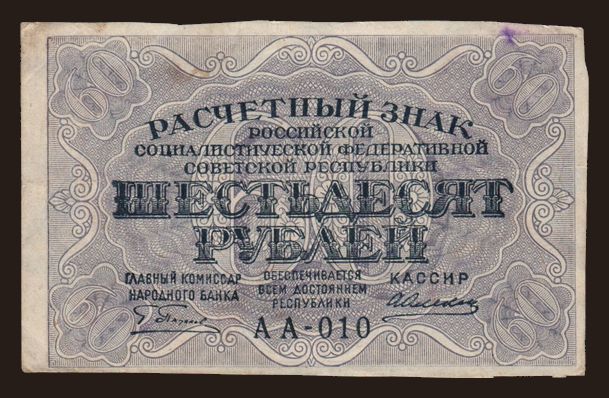 60 60
РАСЧЕТНЫЙ ЗНАК
РОССИЙСКОЙ
СОЦИАЛИСТИЧЕСКОЙ ФЕДЕРАТИВНОЙ
СОВЕТСКОЙ РЕСПУБЛИКИ
60
ШЕСТЬДЕСЯТ
РУБЛЕЙ
ГЛАВНЫЙ КОМИССАР
НАРОДНОГО БАНКА
ОБЕСПЕЧИВАЕТСЯ
ВСЕМ ДОСТОЯНИЕМ
РЕСПУБЛИКИ
КАССИР
АА-010
60 60